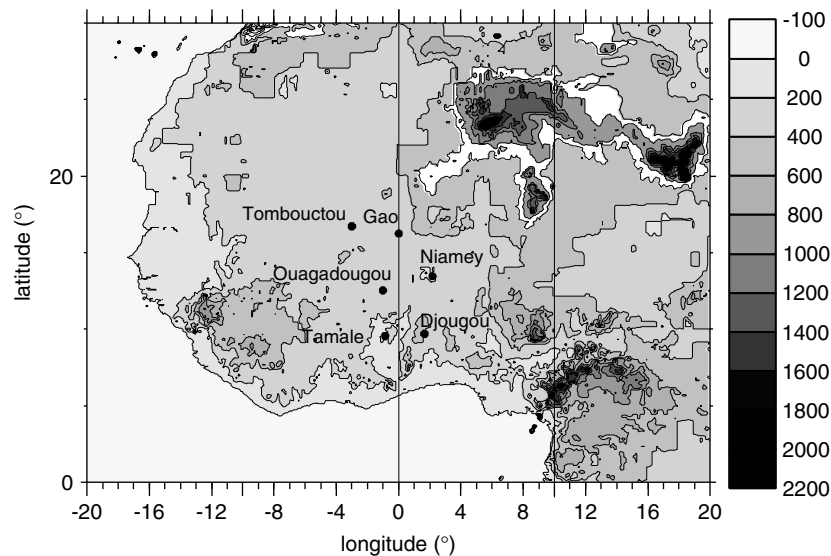 -100
0
200
400
600
800
1000
1200
1400
1600
1800
2000
2200
20
0
latitude (°)
Tombouctou
Gao
Niamey
Ouagadougou
Tamale
Djougou
-20 -16 -12 -8 -4 0 4 8 12 16 20
longitude (°)